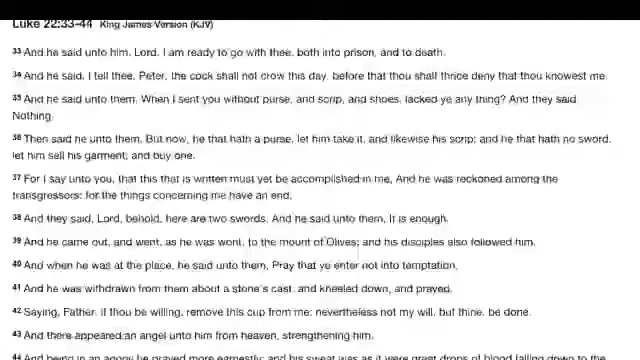 Luke 22:33-44 King James Version (KJV)
33 And he said unto him, Lord, I am ready to go with thee, both into prison, and to death.
34 And he said, I tell thee, Peter, the cock shall not crow this day, before that thou shalt thrice deny that thou knowest me.
35 And he said unto them, When I sent you without purse, and scrip, and shoes, lacked ye any thing? And they said
Nothing.
36 Then said he unto them, But now, he that hath a purse, let him take it, and likewise his scrip: and he that hath no sword,
let him sell his garment, and buy one.
37 For I say unto you, that this that is written must yet be accomplished in me, And he was reckoned among the
transgressors: for the things concerning me have an end.
38 And they said, Lord, behold, here are two swords. And he said unto them, It is enough.
39 And he came out, and went, as he was wont, to the mount of Olives; and his disciples also followed him.
40 And when he was at the place, he said unto them, Pray that ye enter not into temptation.
41 And he was withdrawn from them about a stone's cast, and kneeled down, and prayed,
42 Saying, Father, if thou be willing, remove this cup from me: nevertheless not my will, but thine, be done.
43 And there appeared an angel unto him from heaven, strengthening him.
44 And being in an agony he prayed more earnestly: and his sweat was as it were great drops of blood falling down to the